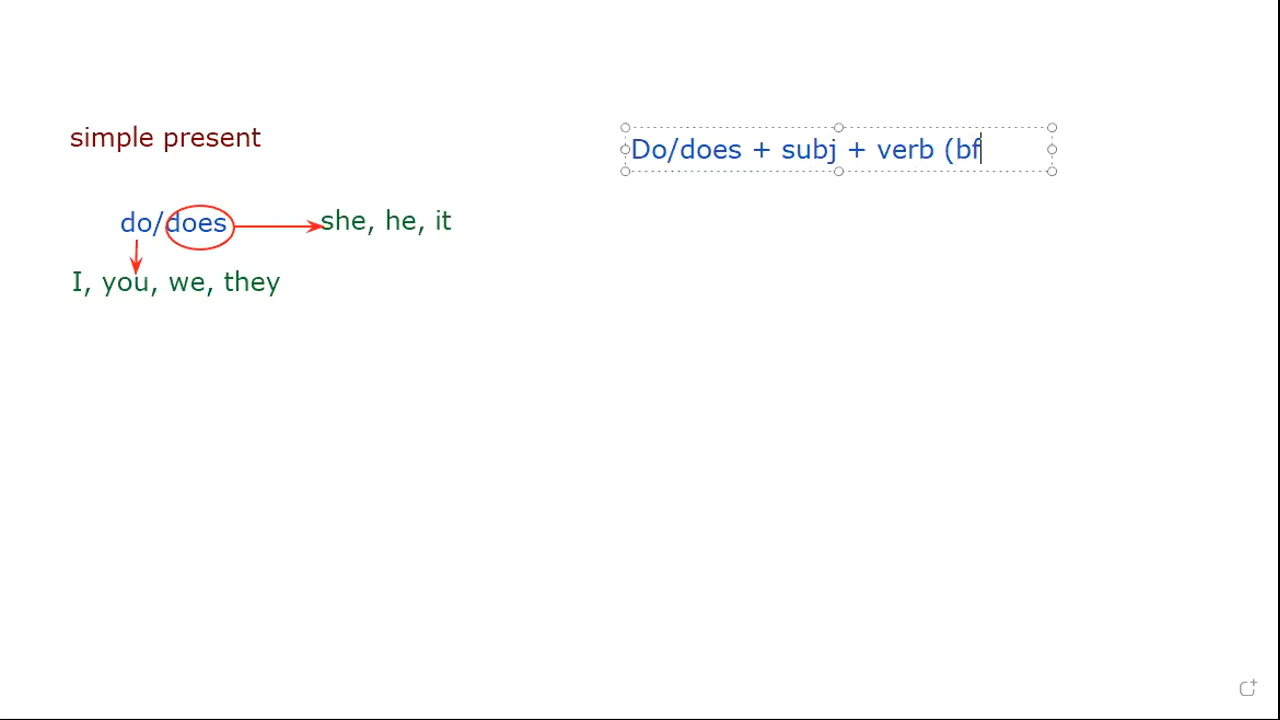 simple present
Do/does + subj + verb (bf
do/does
she, he, it
I, you, we, they